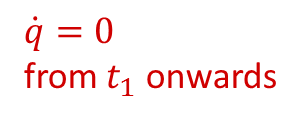 q̇ = 0
from t₁ onwards